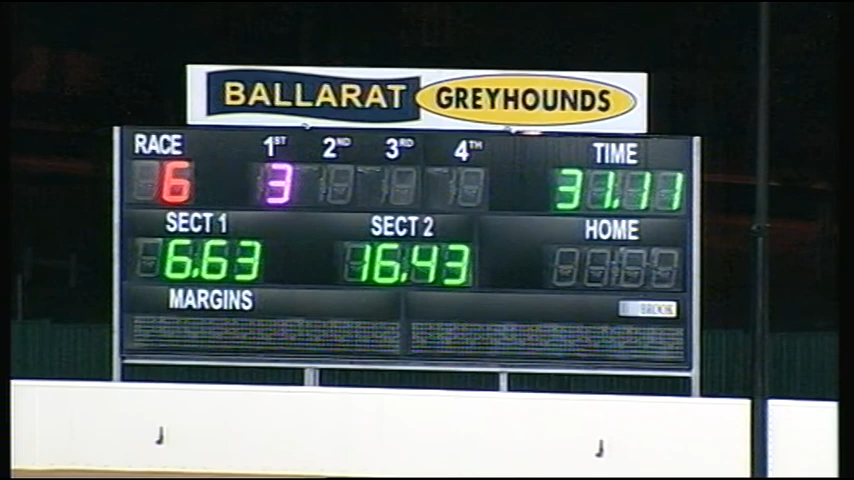 BALLARAT GREYHOUNDS
RACE 1ST 2ND 3RD 4TH TIME
6 3 31.11
SECT 1 SECT 2 HOME
6.63 16.43
MARGINS BROOK